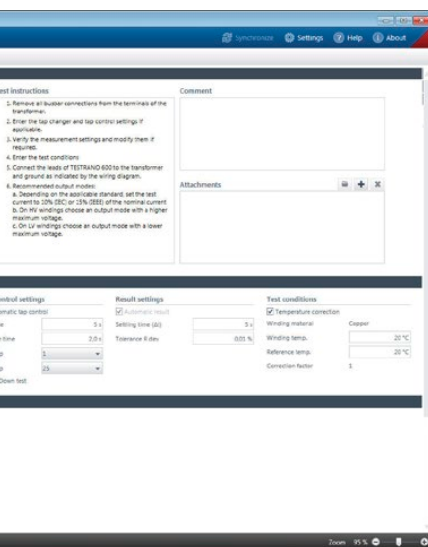 Synchronize Settings Help About
est instructions
1. Remove all busbar connections from the terminals of the
transformer.
2. Enter the tap changer and tap control settings if
applicable.
3. Verify the measurement settings and modify them if
required.
4. Enter the test conditions
5. Connect the leads of TESTRANO 600 to the transformer
and ground as indicated by the wiring diagram.
6. Recommended output modes:
a. Depending on the applicable standard, set the test
current to 10% (IEC) or 15% (IEEE) of the nominal current
b. On HV windings choose an output mode with a higher
maximum voltage.
c. On LV windings choose an output mode with a lower
maximum voltage.
Comment
Attachments
ontrol settings
omatic tap control
e 5 s
time 2,0 s
p 1
p 25
Down test
Result settings
Automatic result
Settling time (Δt) 5 s
Tolerance R dev 0.01 %
Test conditions
Temperature correction
Winding material Copper
Winding temp. 20 °C
Reference temp. 20 °C
Correction factor 1
Zoom 95 %